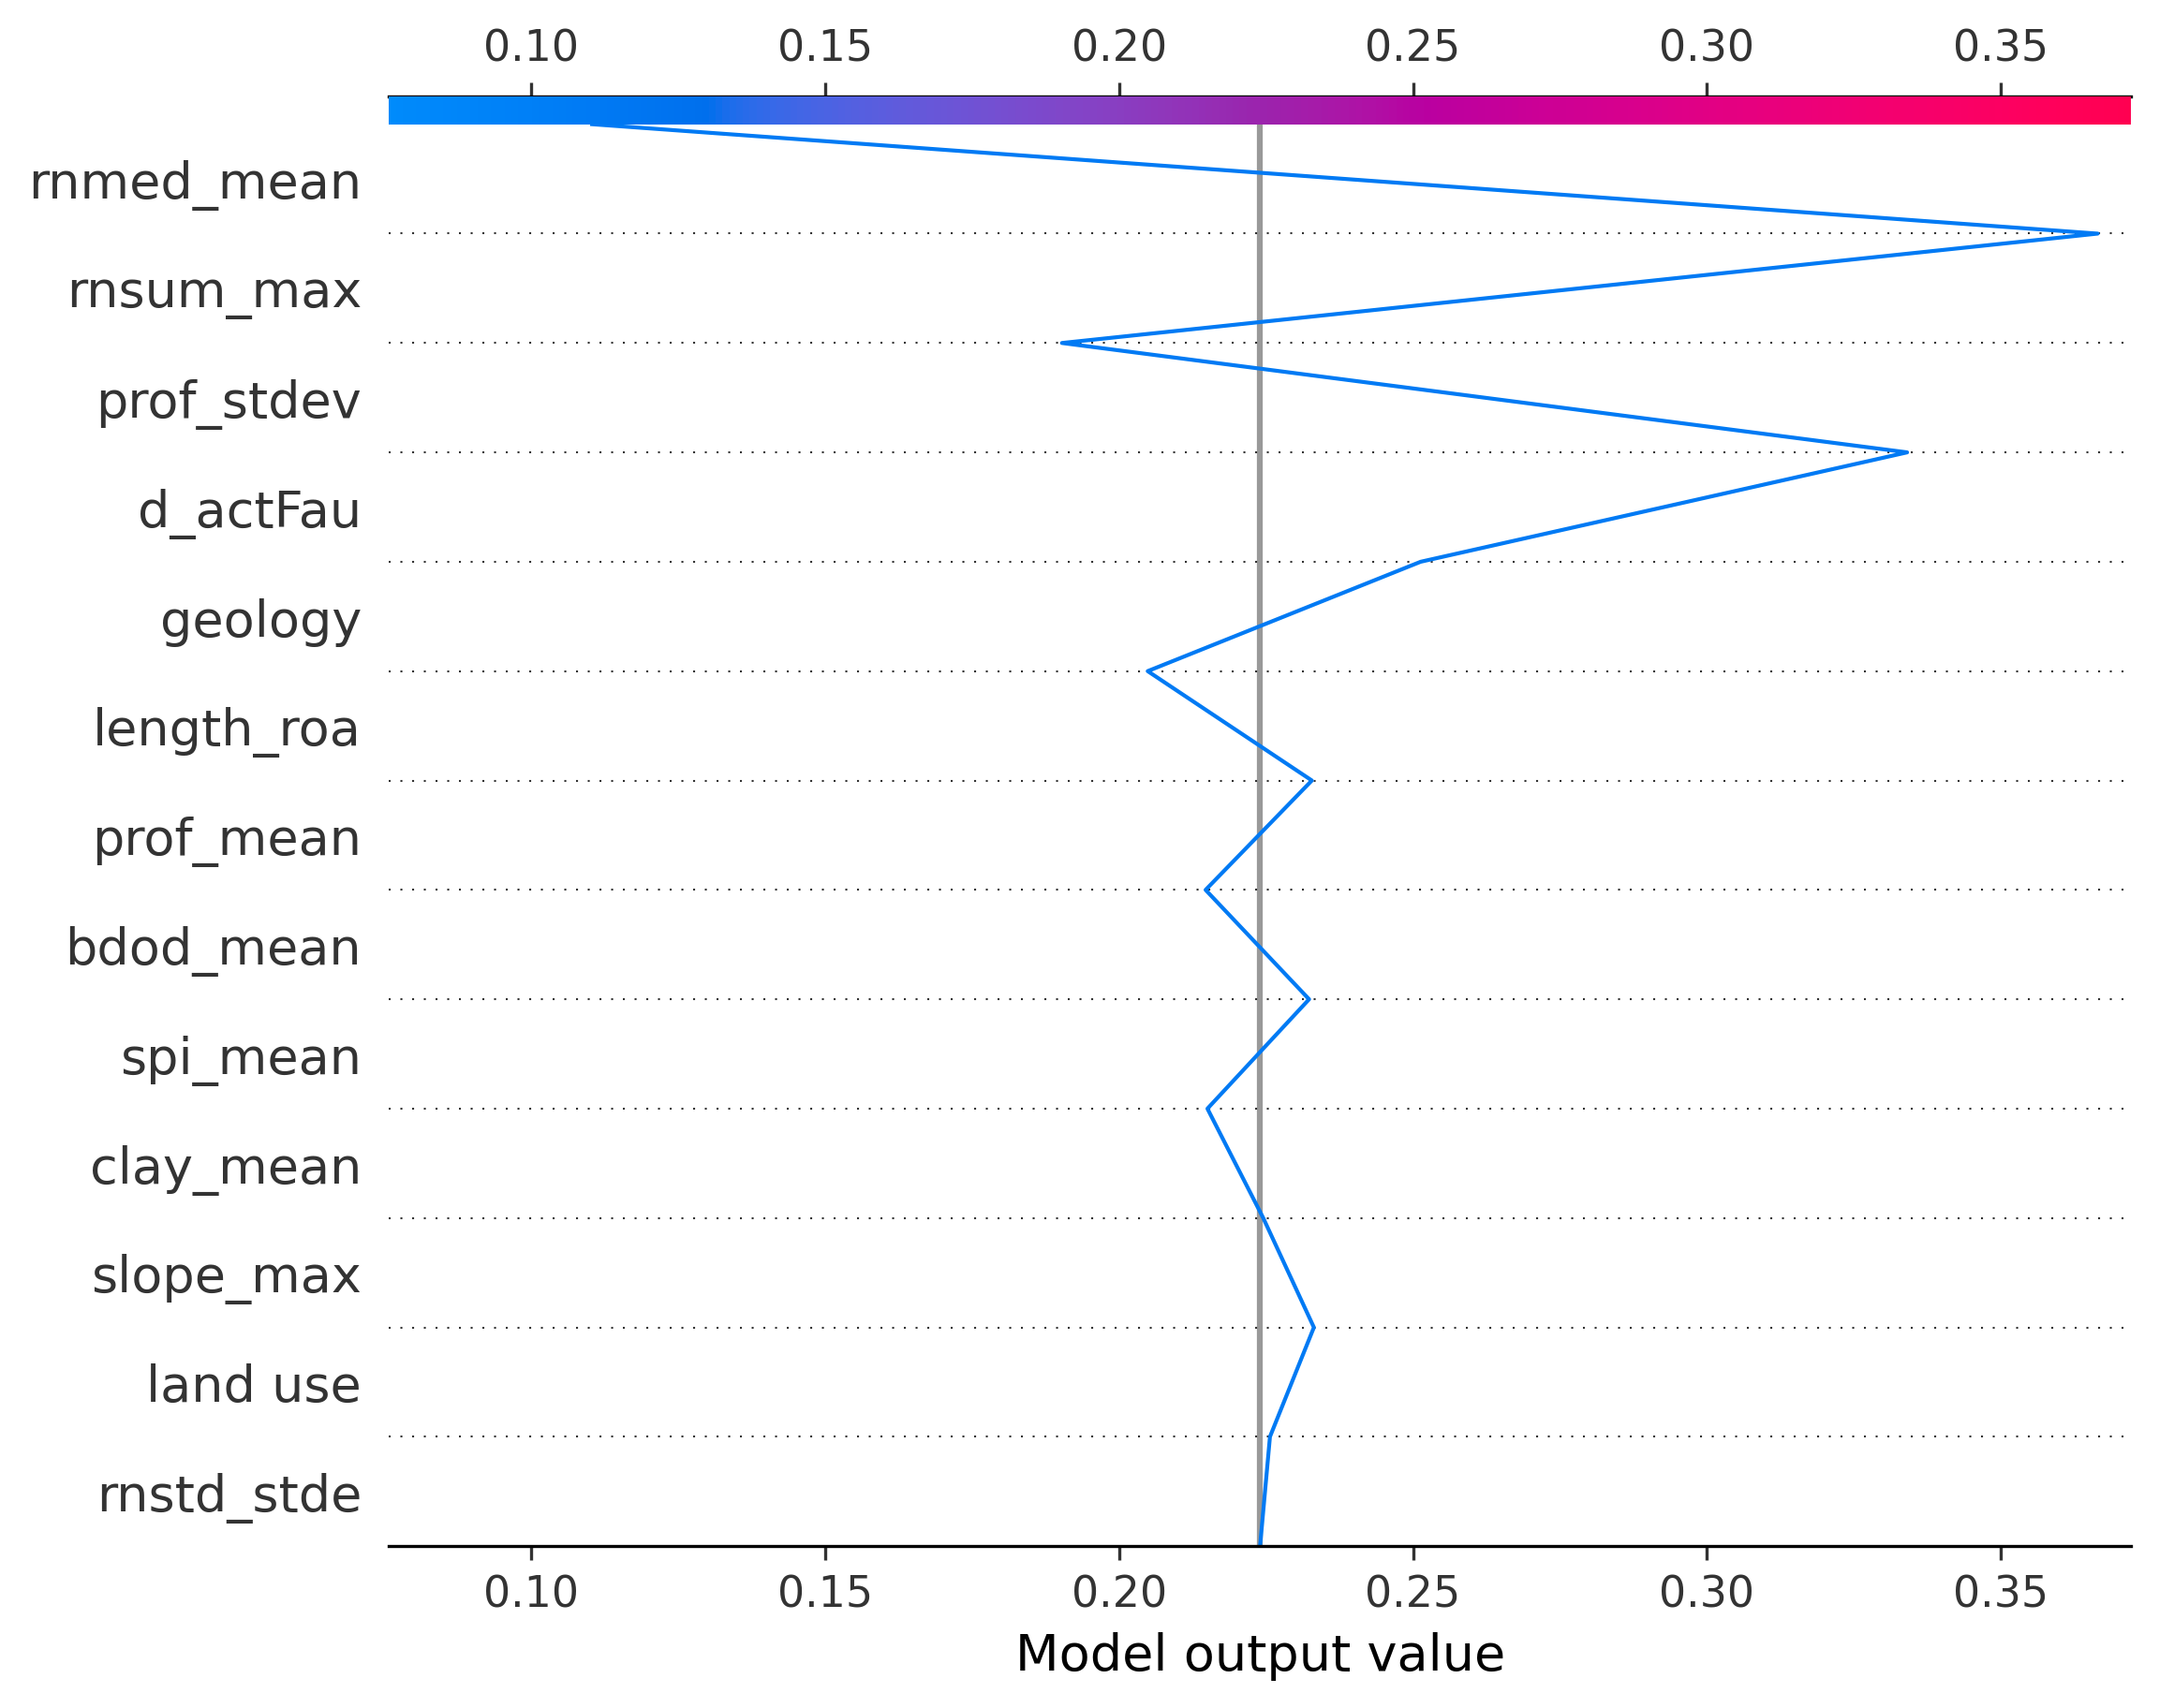 0.10 0.15 0.20 0.25 0.30 0.35
rnmed_mean
rnsum_max
prof_stdev
d_actFau
geology
length_roa
prof_mean
bdod_mean
spi_mean
clay_mean
slope_max
land use
rnstd_stde
0.10 0.15 0.20 0.25 0.30 0.35
Model output value